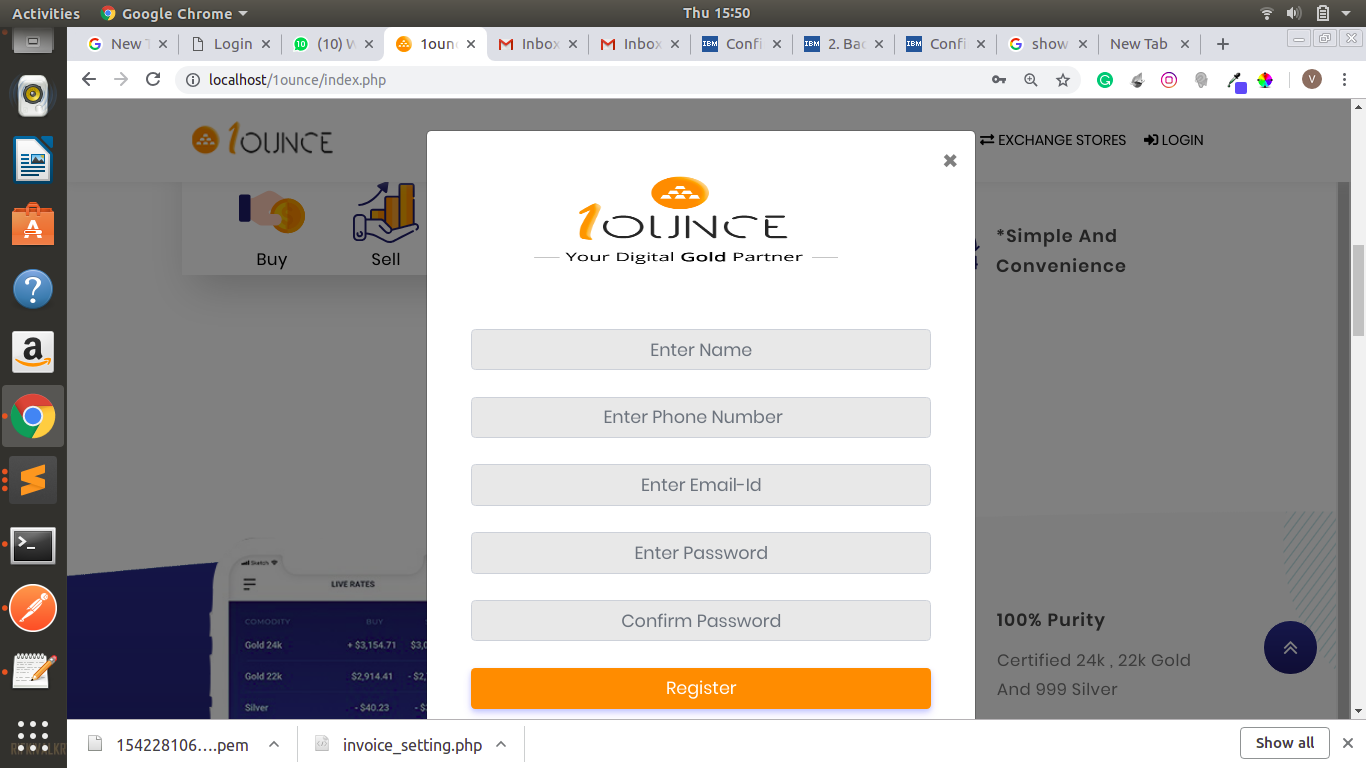 Activities
Google Chrome
Thu 15:50
New T
Login
(10) W
1oun
Inbox
Inbox
Confi
2. Bac
Confi
show
New Tab
localhost/1ounce/index.php
V
1OUNCE
EXCHANGE STORES
LOGIN
Buy
Sell
*Simple And
Convenience
1OUNCE
Your Digital Gold Partner
Enter Name
Enter Phone Number
Enter Email-Id
Enter Password
Confirm Password
Register
LIVE RATES
COMODITY
BUY
Gold 24k
+ $3,154.71
$3,0
Gold 22k
$2,914.41
- $2,
Silver
- $40.23
100% Purity
Certified 24k , 22k Gold
And 999 Silver
154228106....pem
invoice_setting.php
Show all